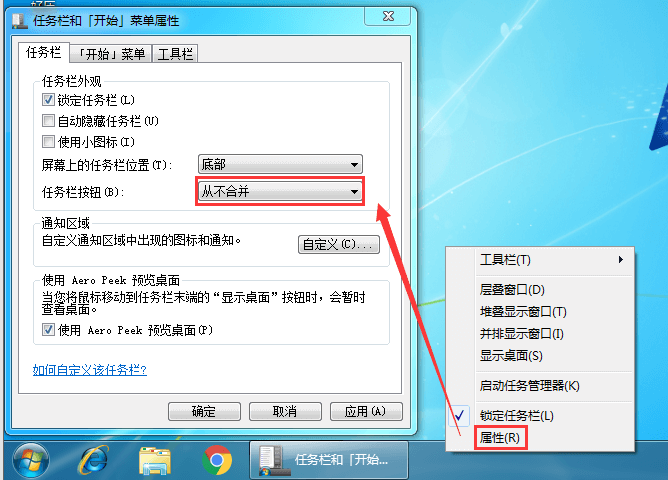 任务栏和「开始」菜单属性
任务栏
「开始」菜单
工具栏
任务栏外观
锁定任务栏(L)
自动隐藏任务栏(U)
使用小图标(I)
屏幕上的任务栏位置(T):
底部
任务栏按钮(B):
从不合并
通知区域
自定义通知区域中出现的图标和通知。
自定义(C)...
使用 Aero Peek 预览桌面
当您将鼠标移动到任务栏末端的“显示桌面”按钮时，会暂时
查看桌面。
使用 Aero Peek 预览桌面(P)
如何自定义该任务栏?
确定
取消
应用(A)
工具栏(T)
层叠窗口(D)
堆叠显示窗口(T)
并排显示窗口(I)
显示桌面(S)
启动任务管理器(K)
锁定任务栏(L)
属性(R)
任务栏和「开始...